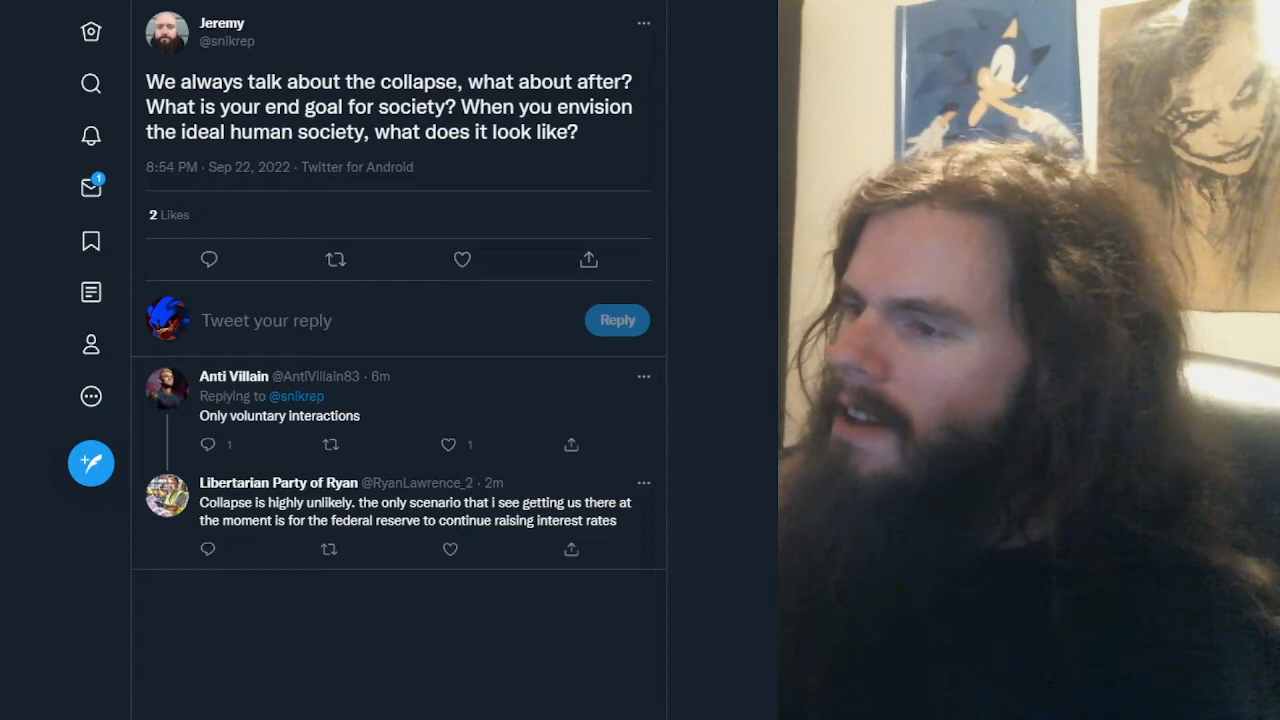 Jeremy
@snikrep
We always talk about the collapse, what about after?
What is your end goal for society? When you envision
the ideal human society, what does it look like?
8:54 PM · Sep 22, 2022 · Twitter for Android
2 Likes
1
Tweet your reply
Reply
Anti Villain @AntiVillain83 · 6m
Replying to @snikrep
Only voluntary interactions
1 1
Libertarian Party of Ryan @RyanLawrence_2 · 2m
Collapse is highly unlikely. the only scenario that i see getting us there at
the moment is for the federal reserve to continue raising interest rates